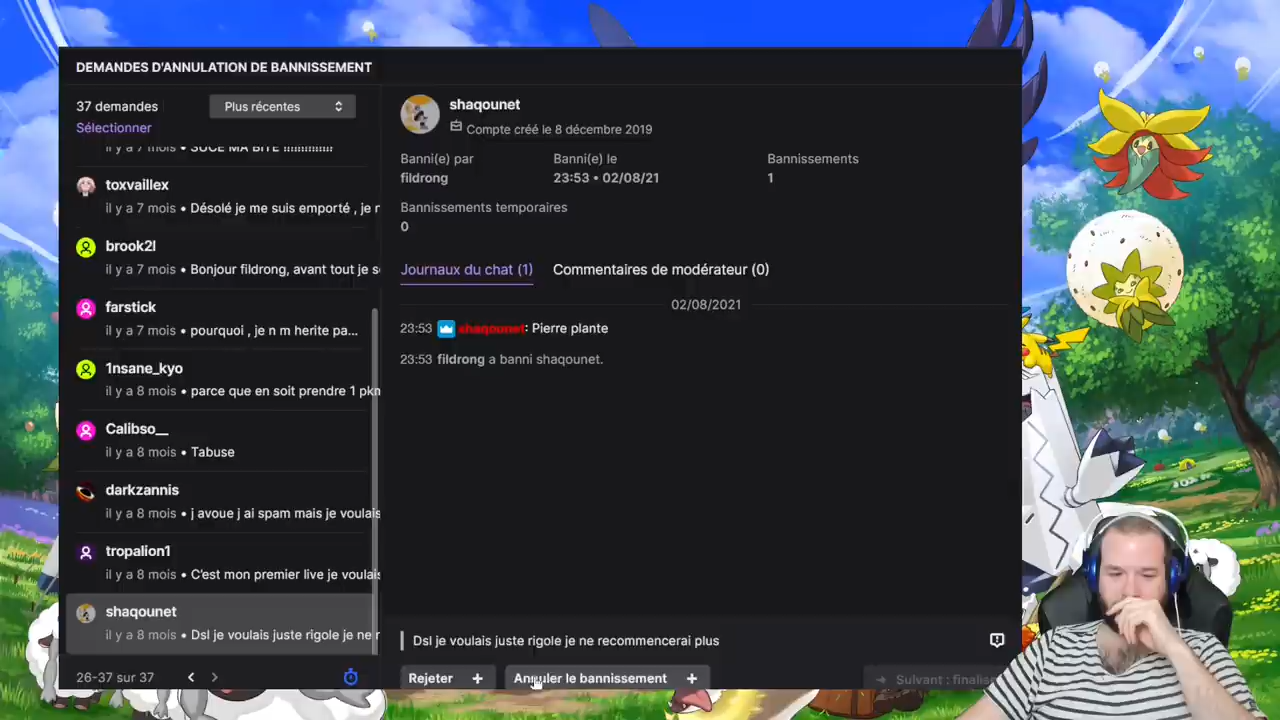 DEMANDES D'ANNULATION DE BANNISSEMENT
37 demandes
Plus récentes
Sélectionner
il y a 7 mois • SUCE MA BITE !!!!!!!!!!!!!!!
toxvaillex
il y a 7 mois • Désolé je me suis emporté , je r
brook2l
il y a 7 mois • Bonjour fildrong, avant tout je s
farstick
il y a 7 mois • pourquoi , je n m herite pa...
1nsane_kyo
il y a 8 mois • parce que en soit prendre 1 pkn
Calibso__
il y a 8 mois • Tabuse
darkzannis
il y a 8 mois • j avoue j ai spam mais je voulais
tropalion1
il y a 8 mois • C'est mon premier live je voulais
shaqounet
il y a 8 mois • Dsl je voulais juste rigole je ne r
26-37 sur 37
shaqounet
Compte créé le 8 décembre 2019
Banni(e) par
fildrong
Banni(e) le
23:53 • 02/08/21
Bannissements
1
Bannissements temporaires
0
Journaux du chat (1)
Commentaires de modérateur (0)
02/08/2021
23:53 shaqounet: Pierre plante
23:53 fildrong a banni shaqounet.
Dsl je voulais juste rigole je ne recommencerai plus
Rejeter +
Annuler le bannissement +
→ Suivant : finalise